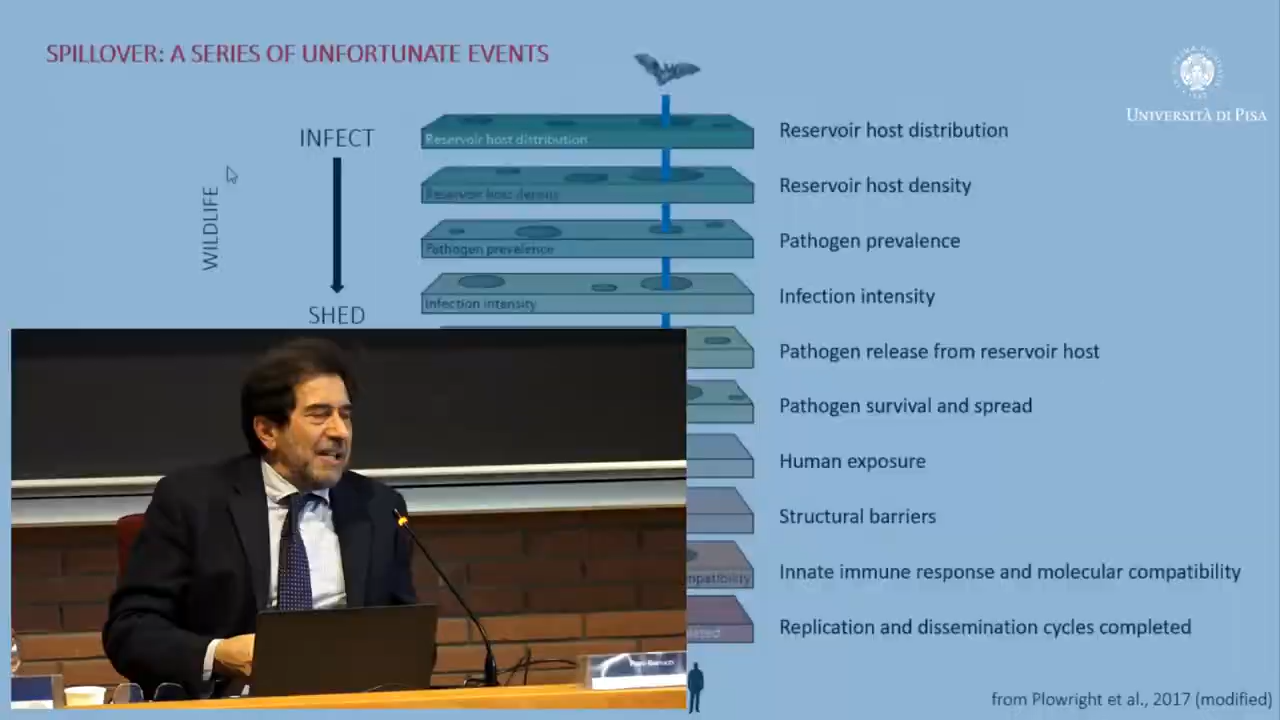 SPILLOVER: A SERIES OF UNFORTUNATE EVENTS
UNIVERSITÀ DI PISA
INFECT
WILDLIFE
SHED
Reservoir host distribution
Reservoir host density
Pathogen prevalence
Infection intensity
Reservoir host distribution
Reservoir host density
Pathogen prevalence
Infection intensity
Pathogen release from reservoir host
Pathogen survival and spread
Human exposure
Structural barriers
Innate immune response and molecular compatibility
Replication and dissemination cycles completed
from Plowright et al., 2017 (modified)